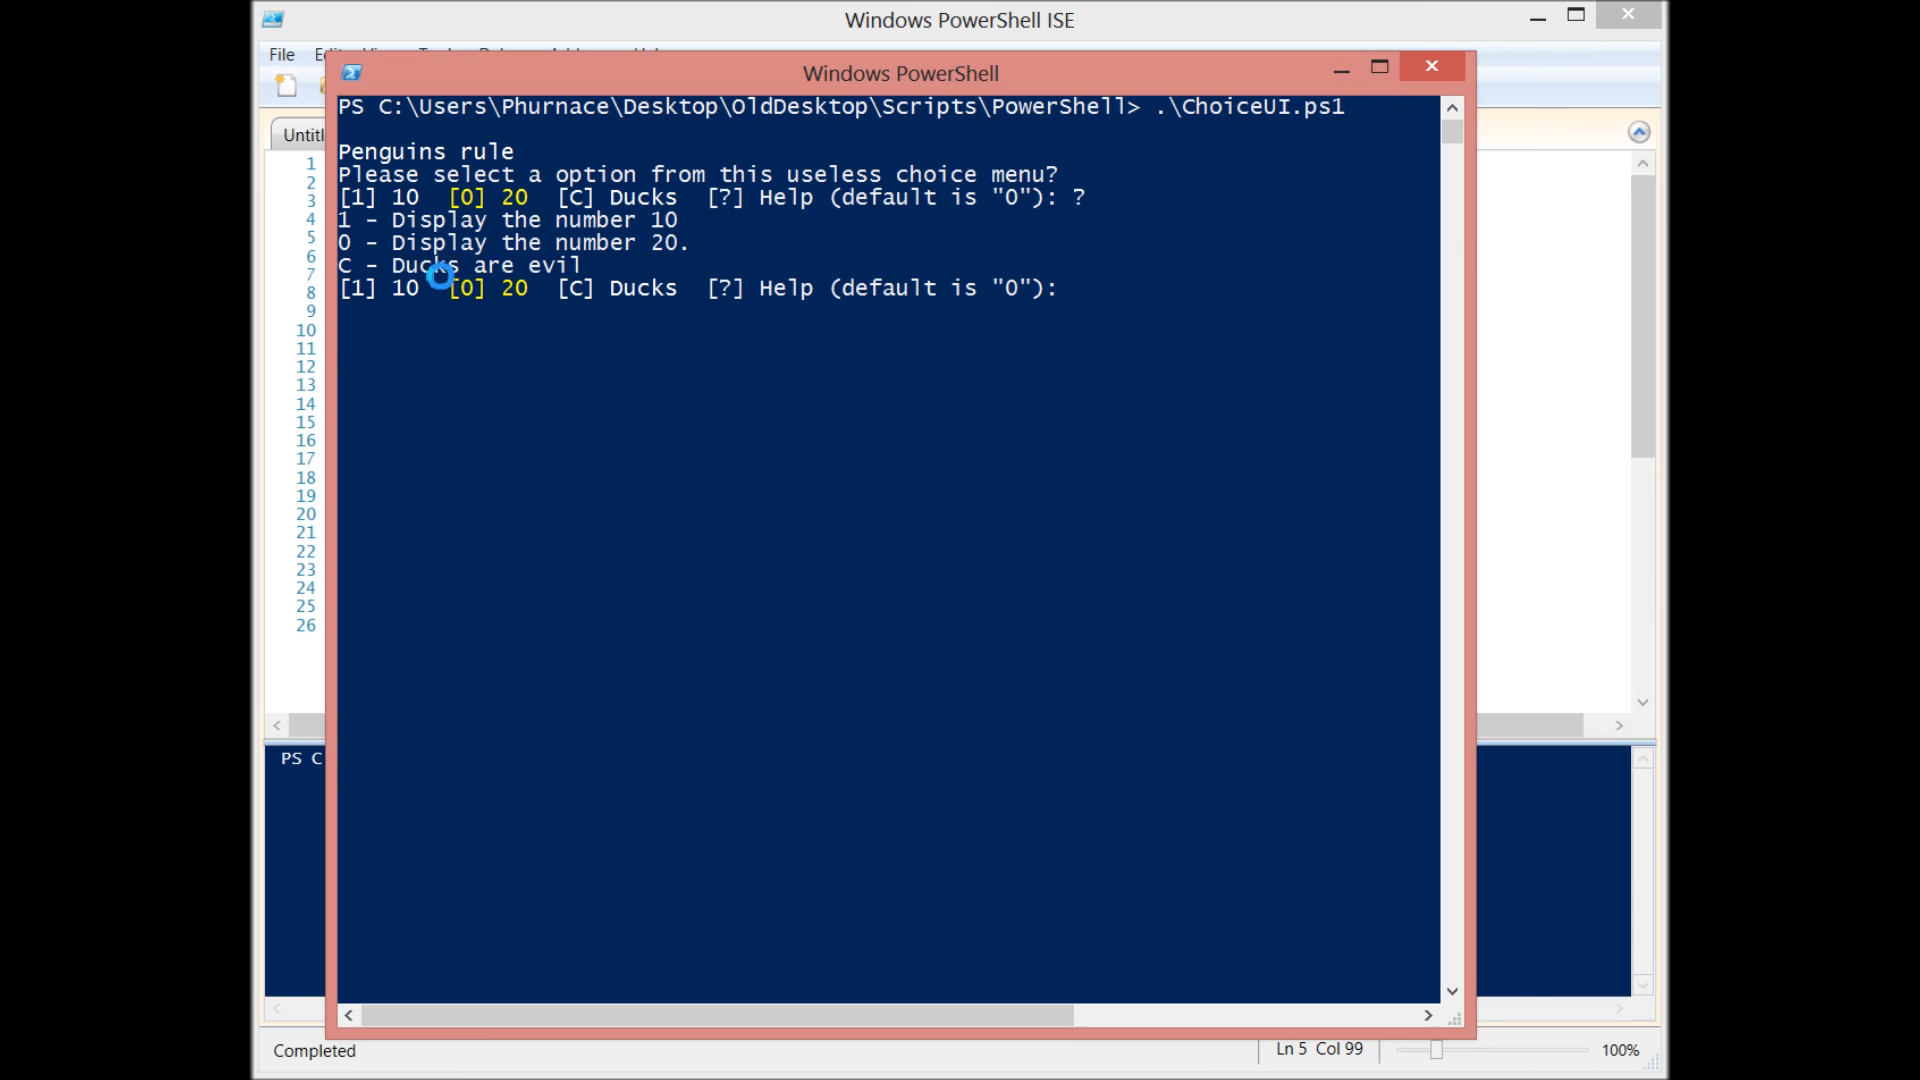 Windows PowerShell ISE
File
Windows PowerShell
PS C:\Users\Phurnace\Desktop\OldDesktop\Scripts\PowerShell> .\ChoiceUI.ps1
Untitl
Penguins rule
Please select a option from this useless choice menu?
[1] 10 [0] 20 [C] Ducks [?] Help (default is "0"): ?
1 - Display the number 10
0 - Display the number 20.
C - Ducks are evil
[1] 10 [0] 20 [C] Ducks [?] Help (default is "0"):
1
2
3
4
5
6
7
8
9
10
11
12
13
14
15
16
17
18
19
20
21
22
23
24
25
26
PS C
Completed
Ln 5 Col 99
100%